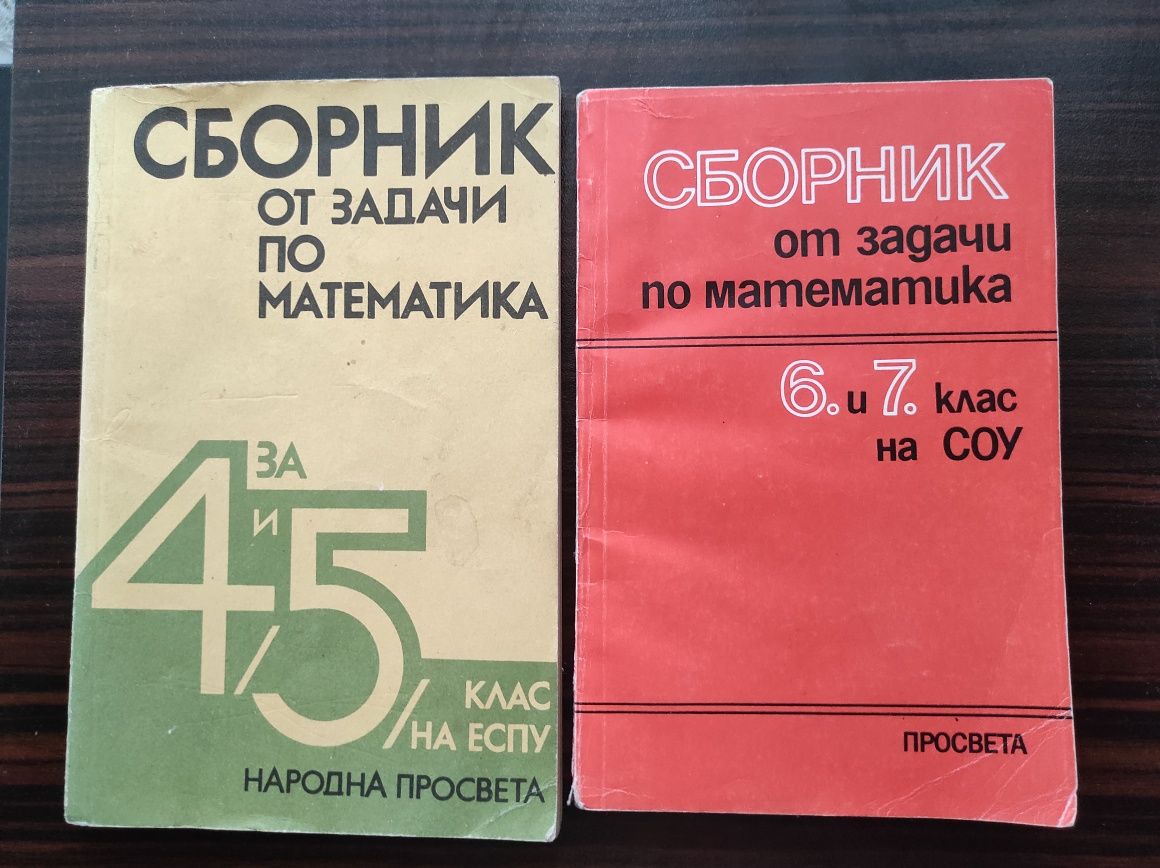 СБОРНИК
ОТ ЗАДАЧИ
ПО
МАТЕМАТИКА
ЗА
4/ И 5/
КЛАС
НА ЕСПУ
НАРОДНА ПРОСВЕТА
СБОРНИК
от задачи
по математика
6. и 7. клас
на СОУ
ПРОСВЕТА